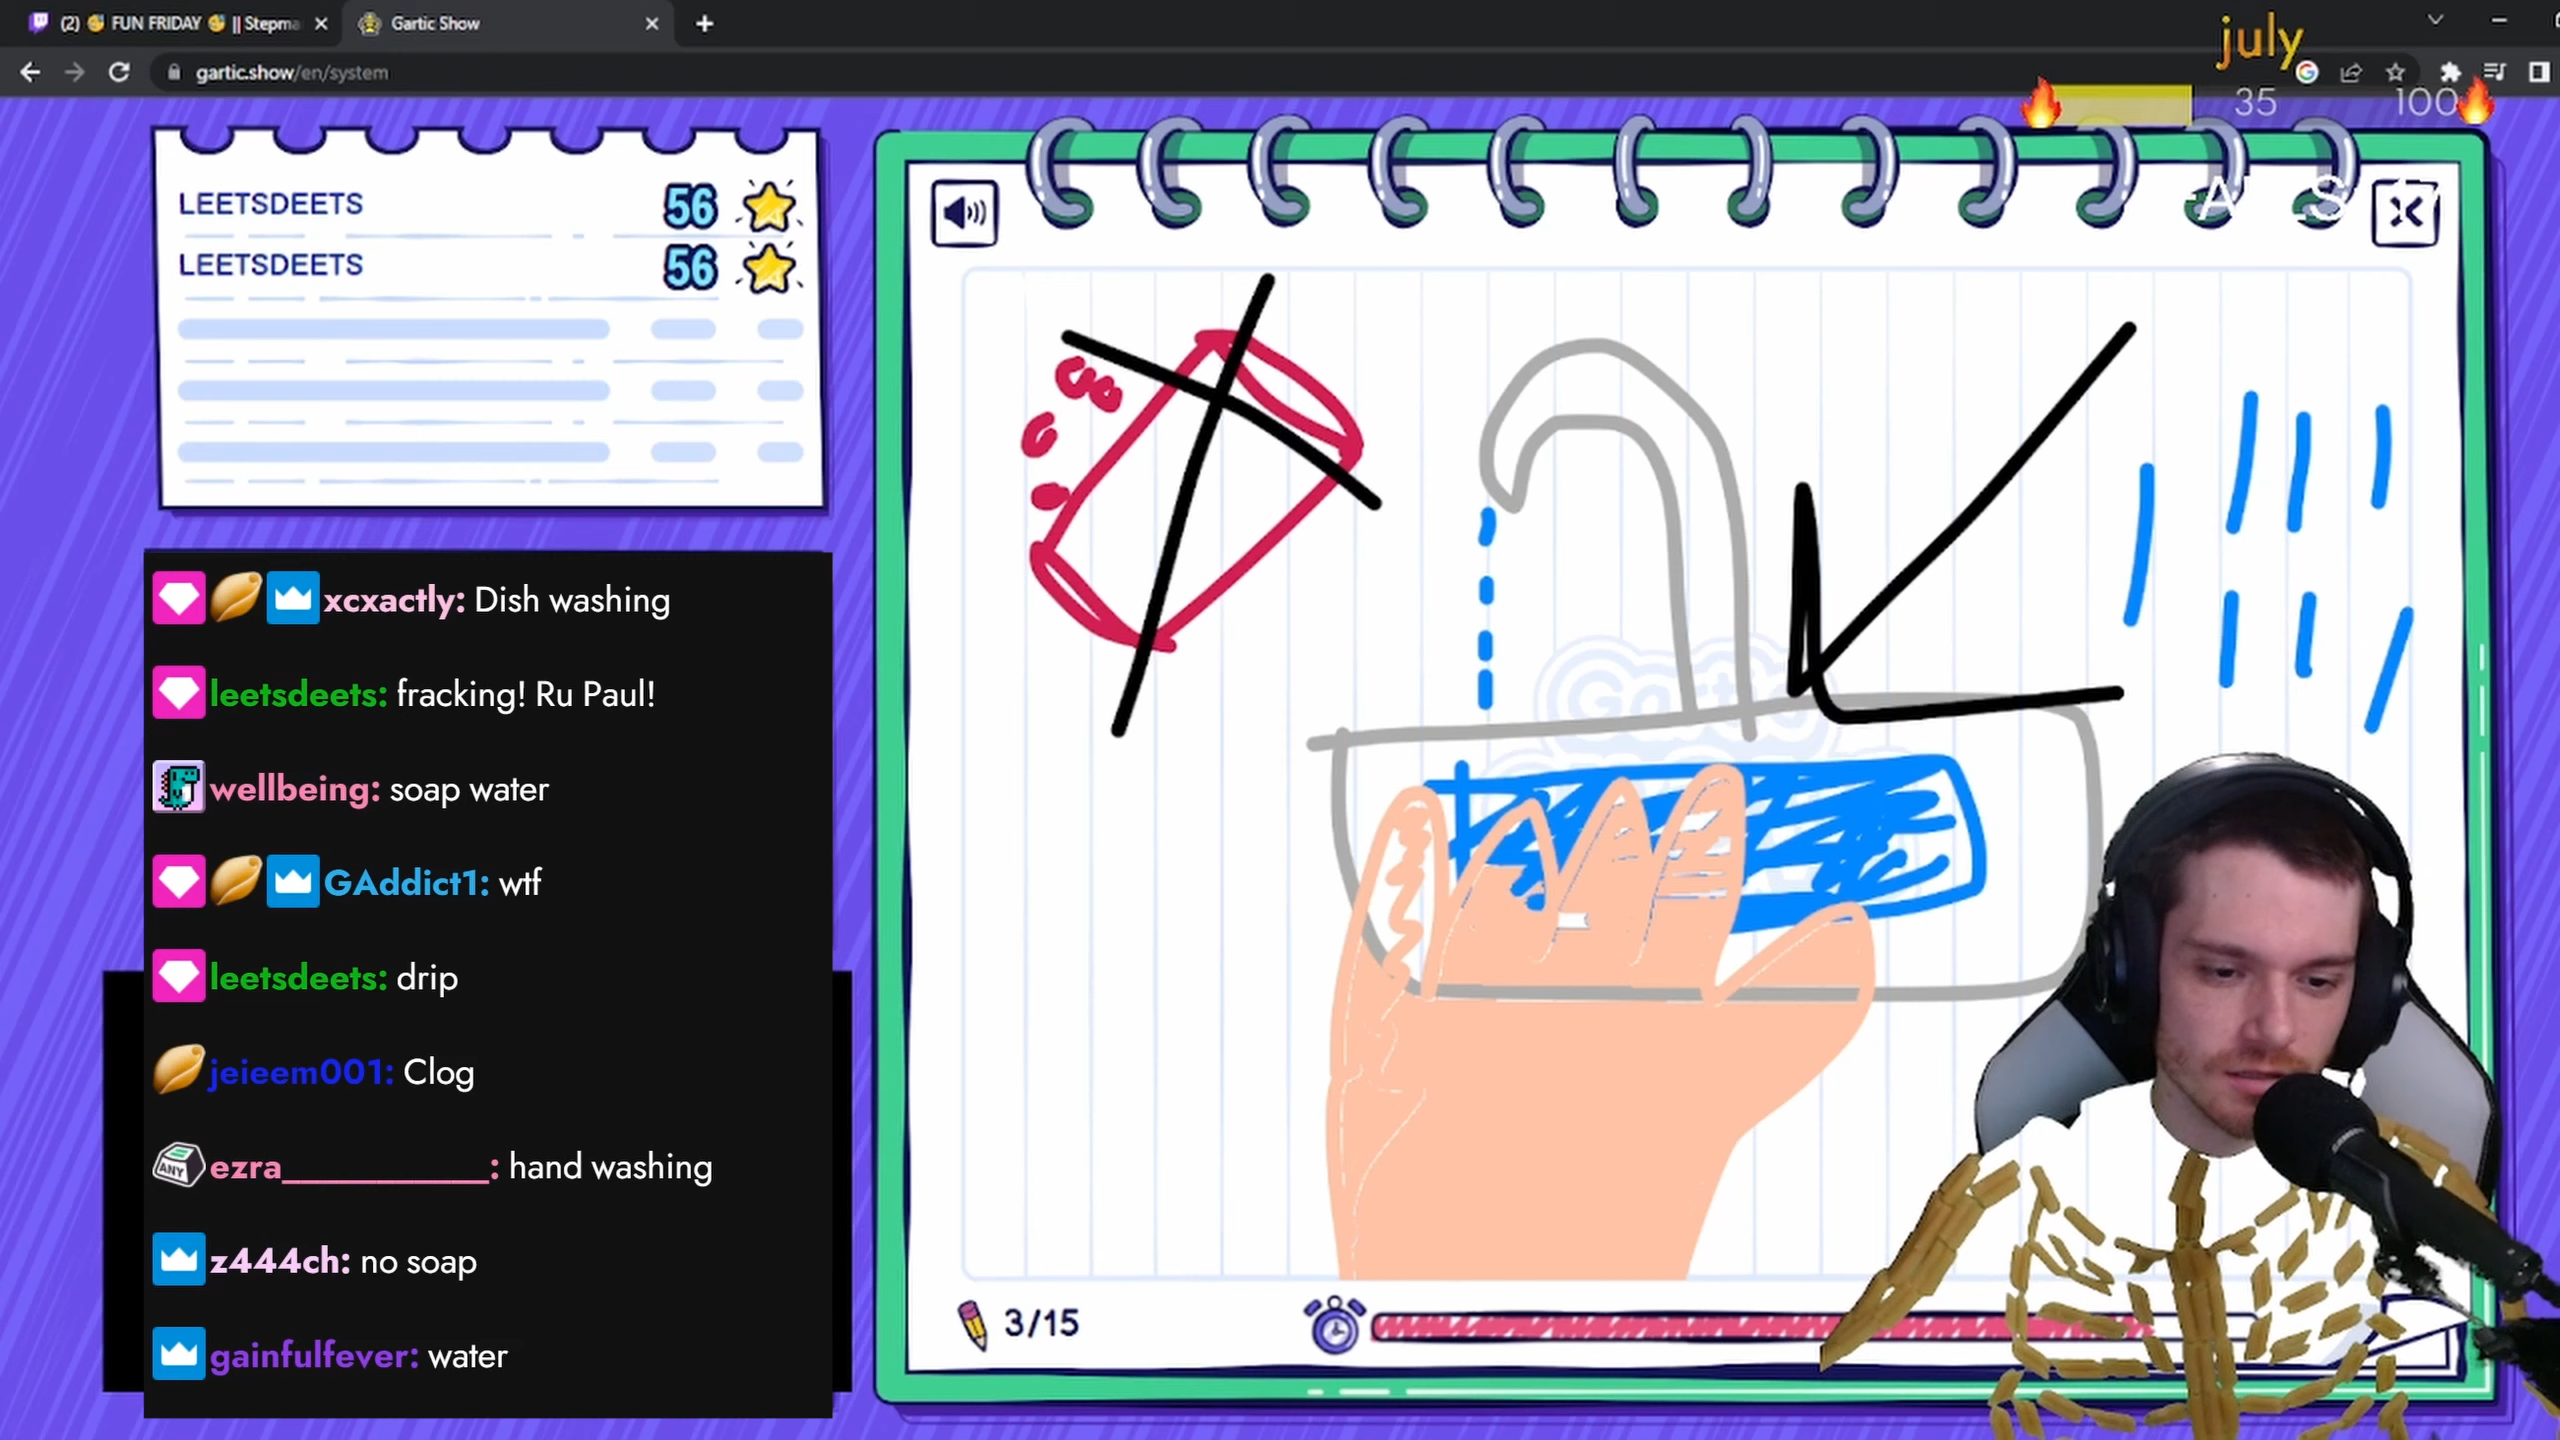 (2) FUN FRIDAY || Stepma
Gartic Show
july
gartic.show/en/system
35 100
LEETSDEETS 56
LEETSDEETS 56
xcxactly: Dish washing
leetsdeets: fracking! Ru Paul!
wellbeing: soap water
GAddict1: wtf
leetsdeets: drip
jeieem001: Clog
ANY ezra___________: hand washing
z444ch: no soap
gainfulfever: water
Gartic
3/15